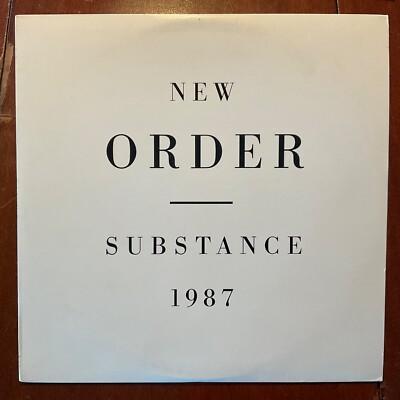 NEW
ORDER
SUBSTANCE
1987